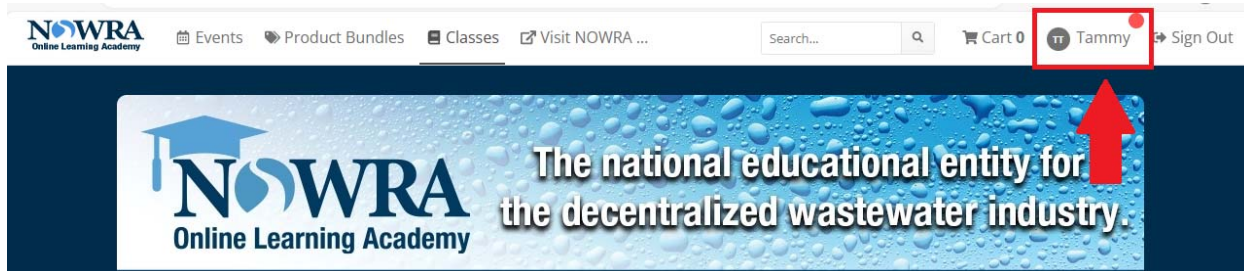 NOWRA
Online Learning Academy
Events Product Bundles Classes Visit NOWRA ... Search... Cart 0 TT Tammy Sign Out
NOWRA
Online Learning Academy
The national educational entity for
the decentralized wastewater industry.